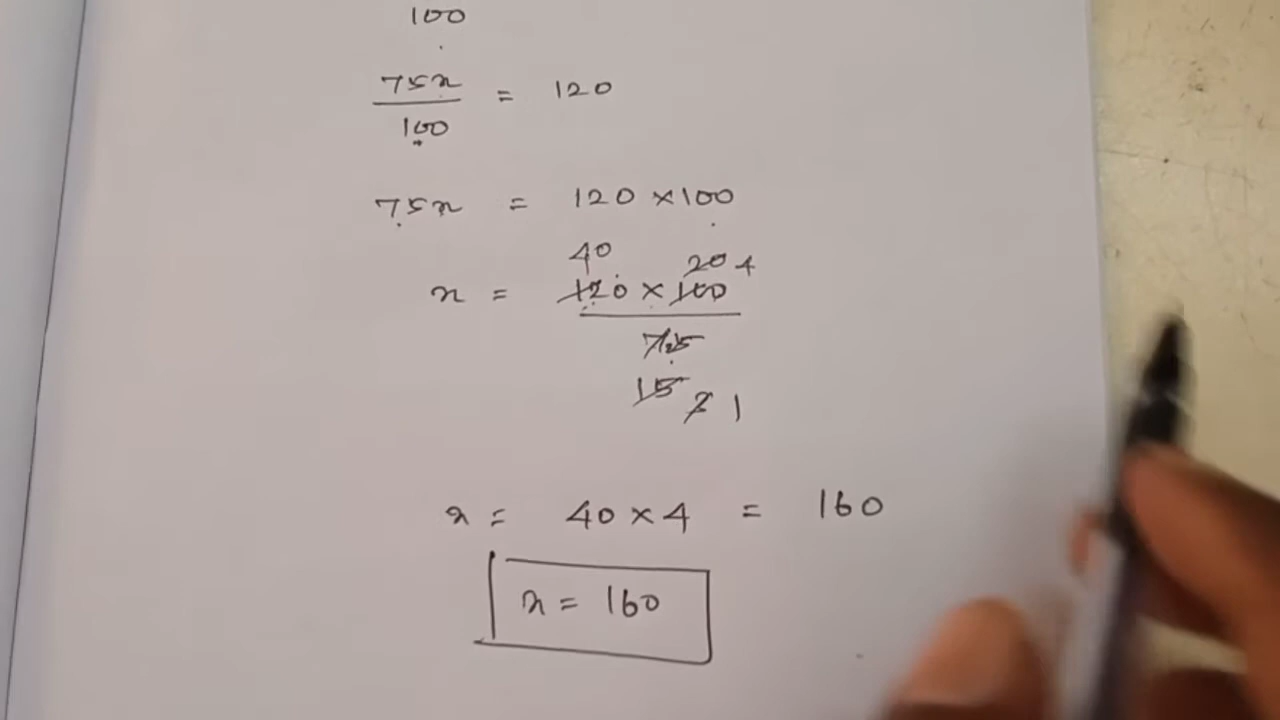 100
75x
100
= 120
75x = 120 × 100
40 20 4
x = 120 × 100
75
15 1
x = 40 × 4 = 160
x = 160